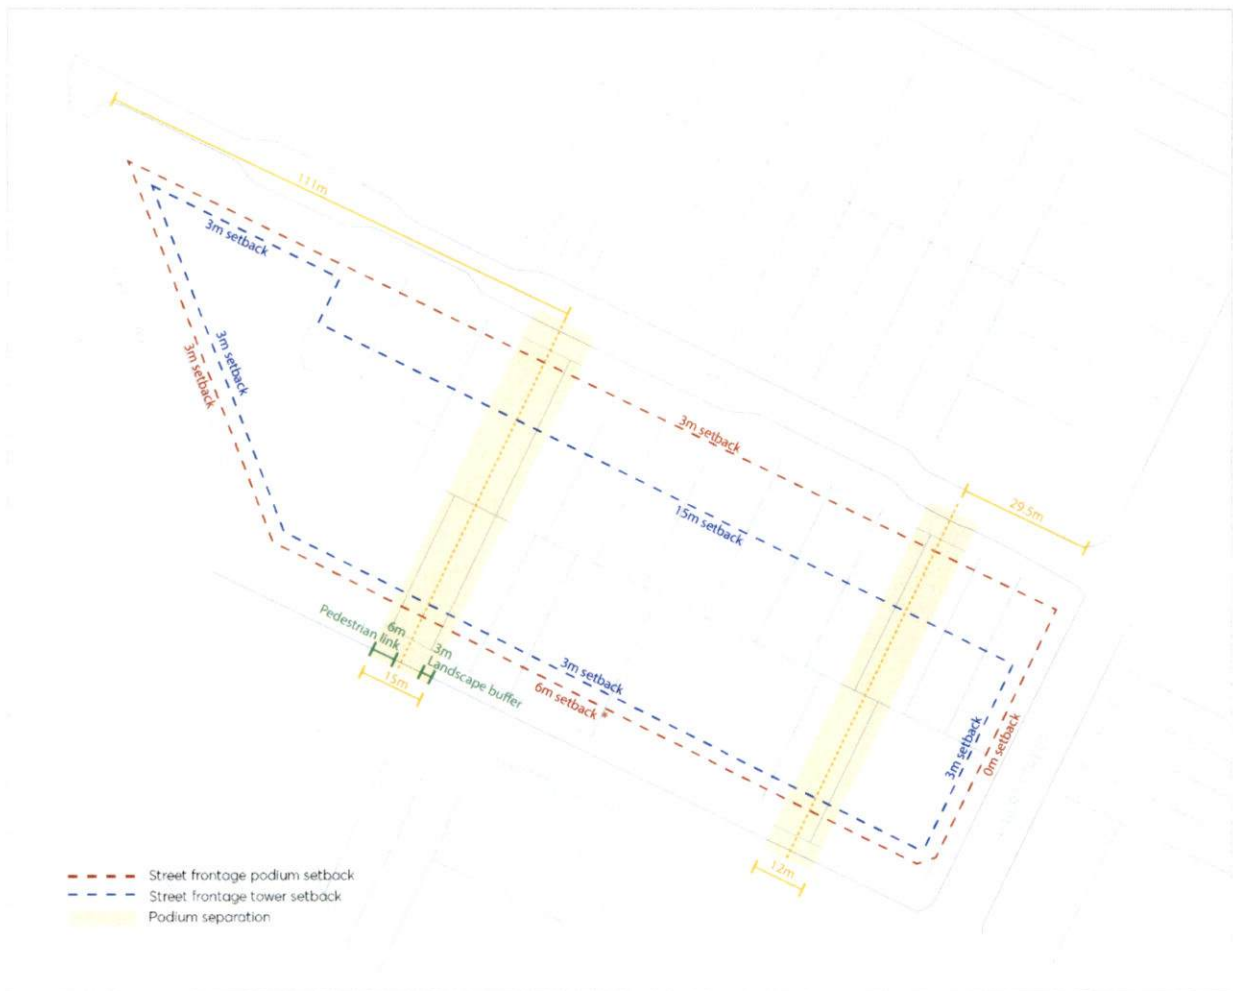 111m
3m setback
3m setback
3m setback
3m setback
15m setback
29.5m
Pedestrian link
6m
3m
Landscape buffer
15m
3m setback
6m setback *
3m setback
0m setback
12m
Street frontage podium setback
Street frontage tower setback
Podium separation